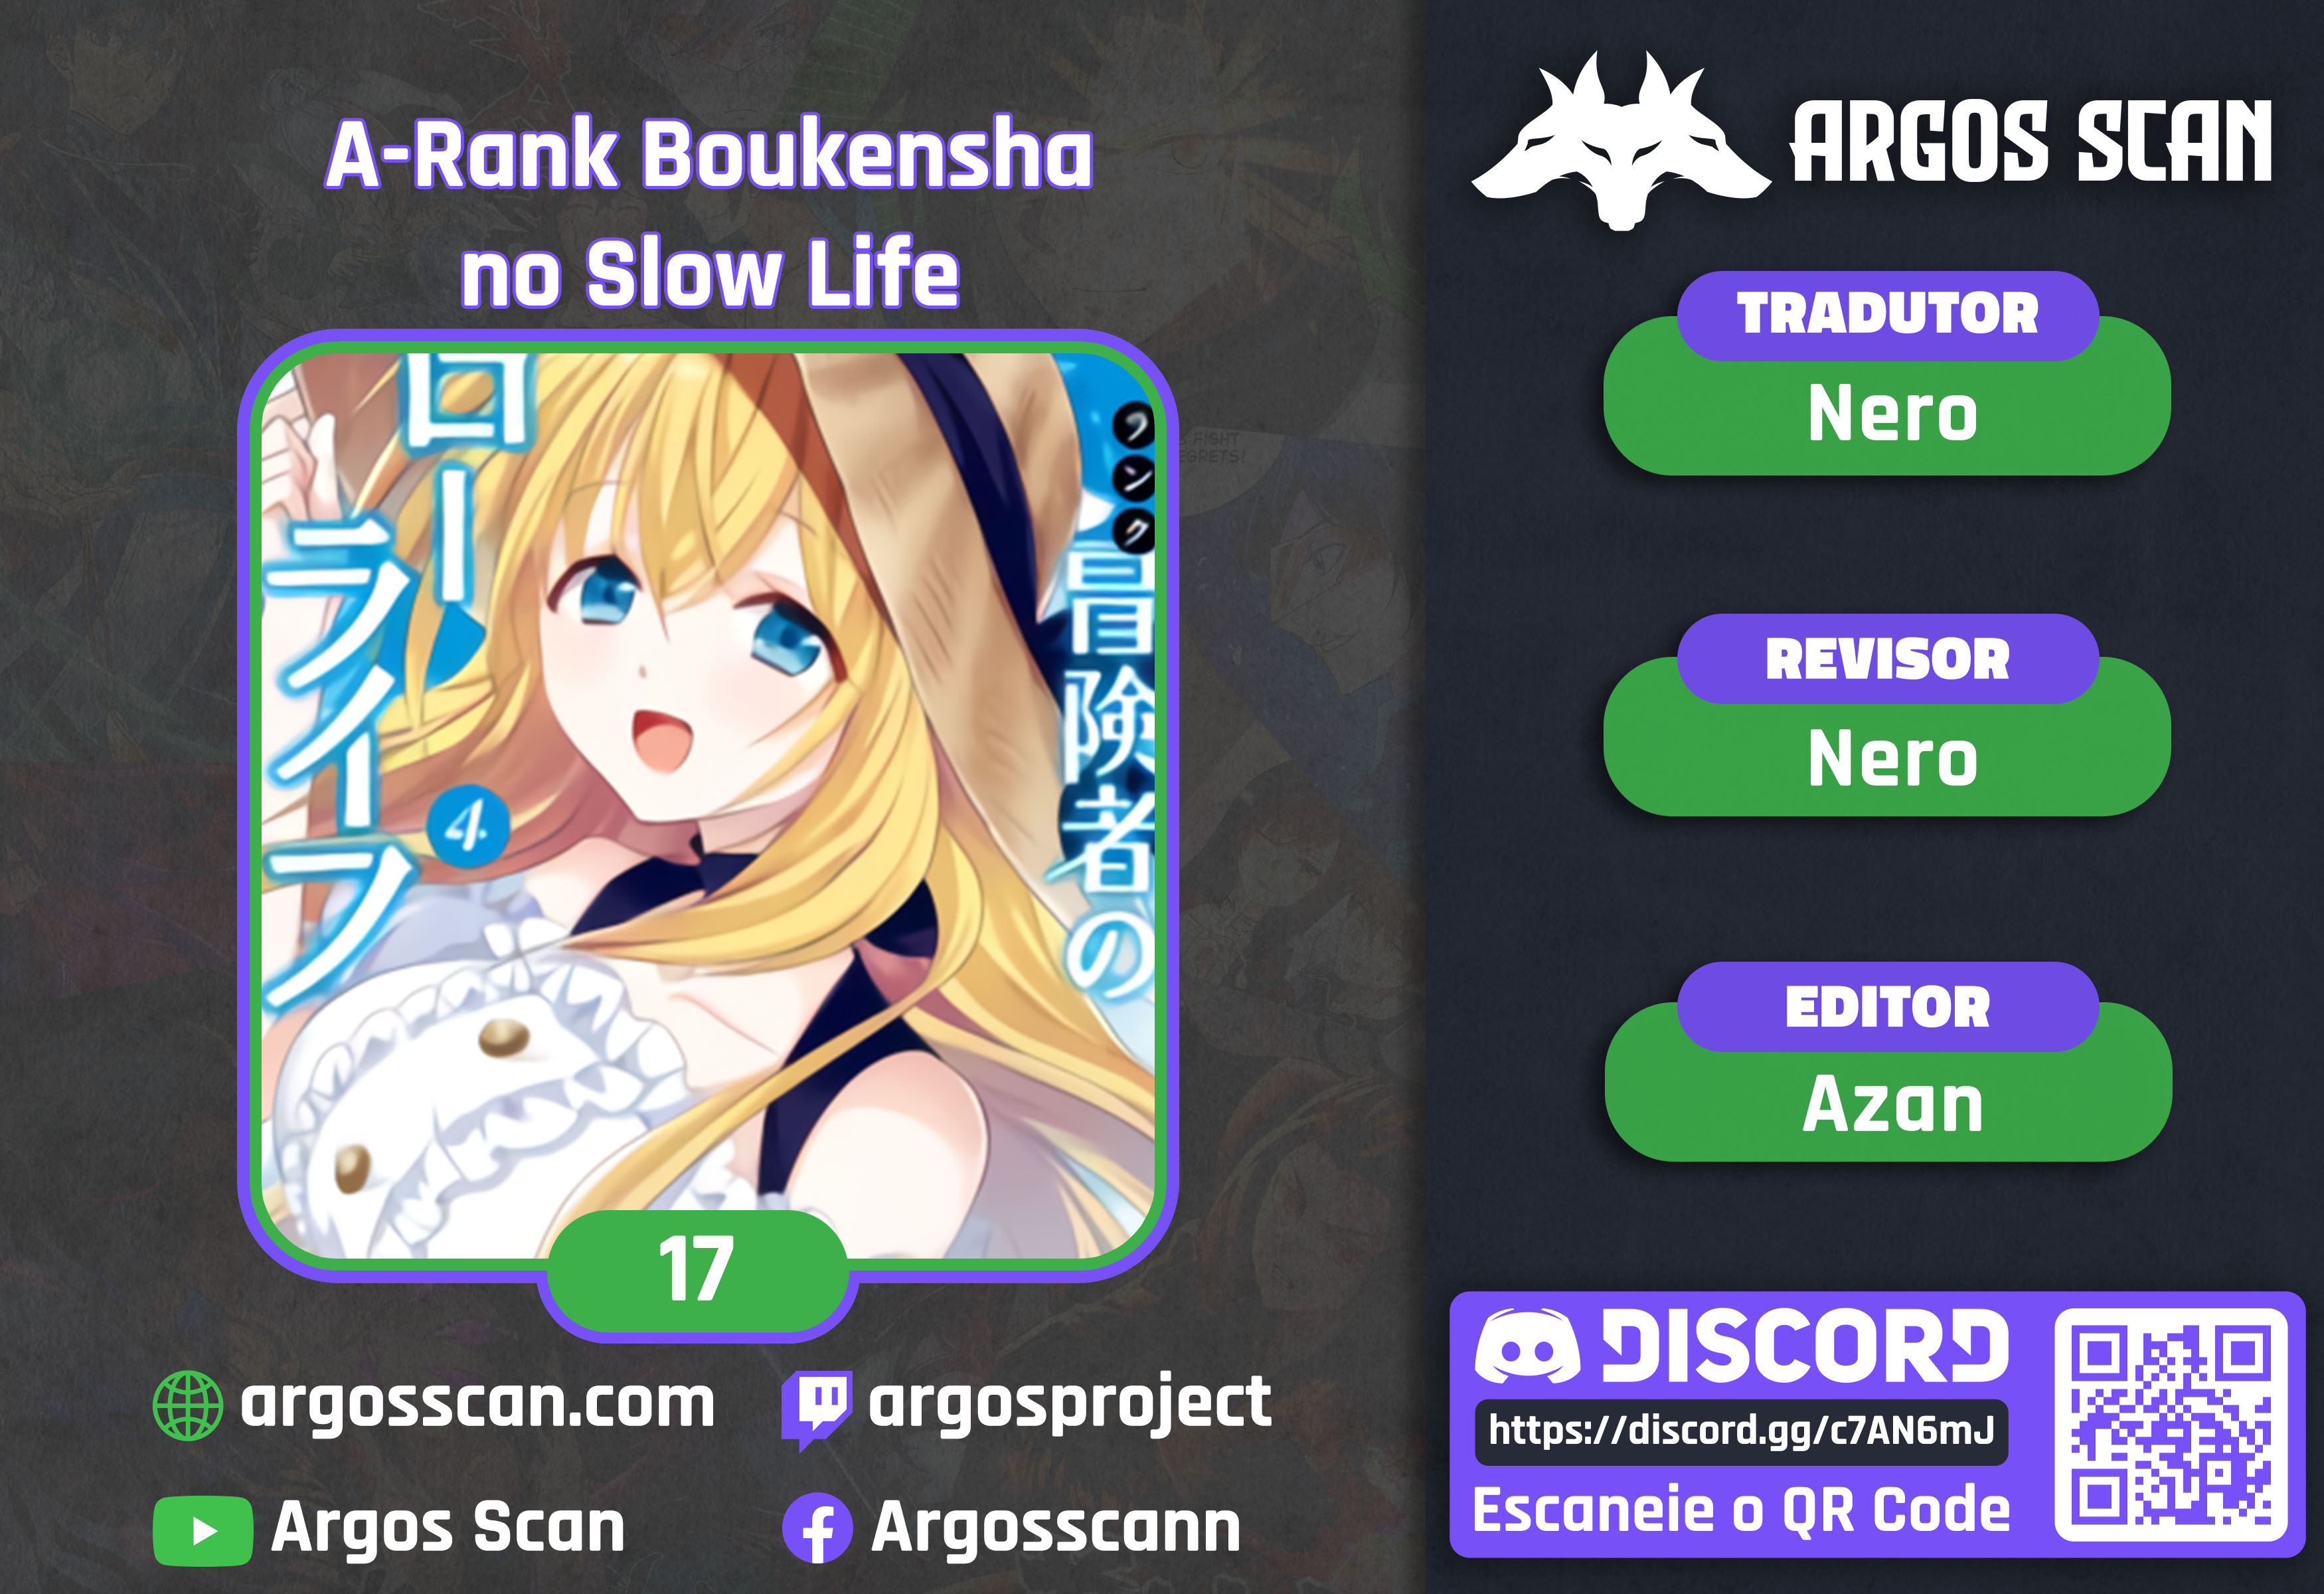 A-Rank Boukensha
no Slow Life
ロー
ライフ
4
ランク
冒険者の
17
argosscan.com
argosproject
Argos Scan
Argosscann
ARGOS SCAN
TRADUTOR
Nero
REVISOR
Nero
EDITOR
Azan
DISCORD
https://discord.gg/c7AN6mJ
Escaneie o QR Code